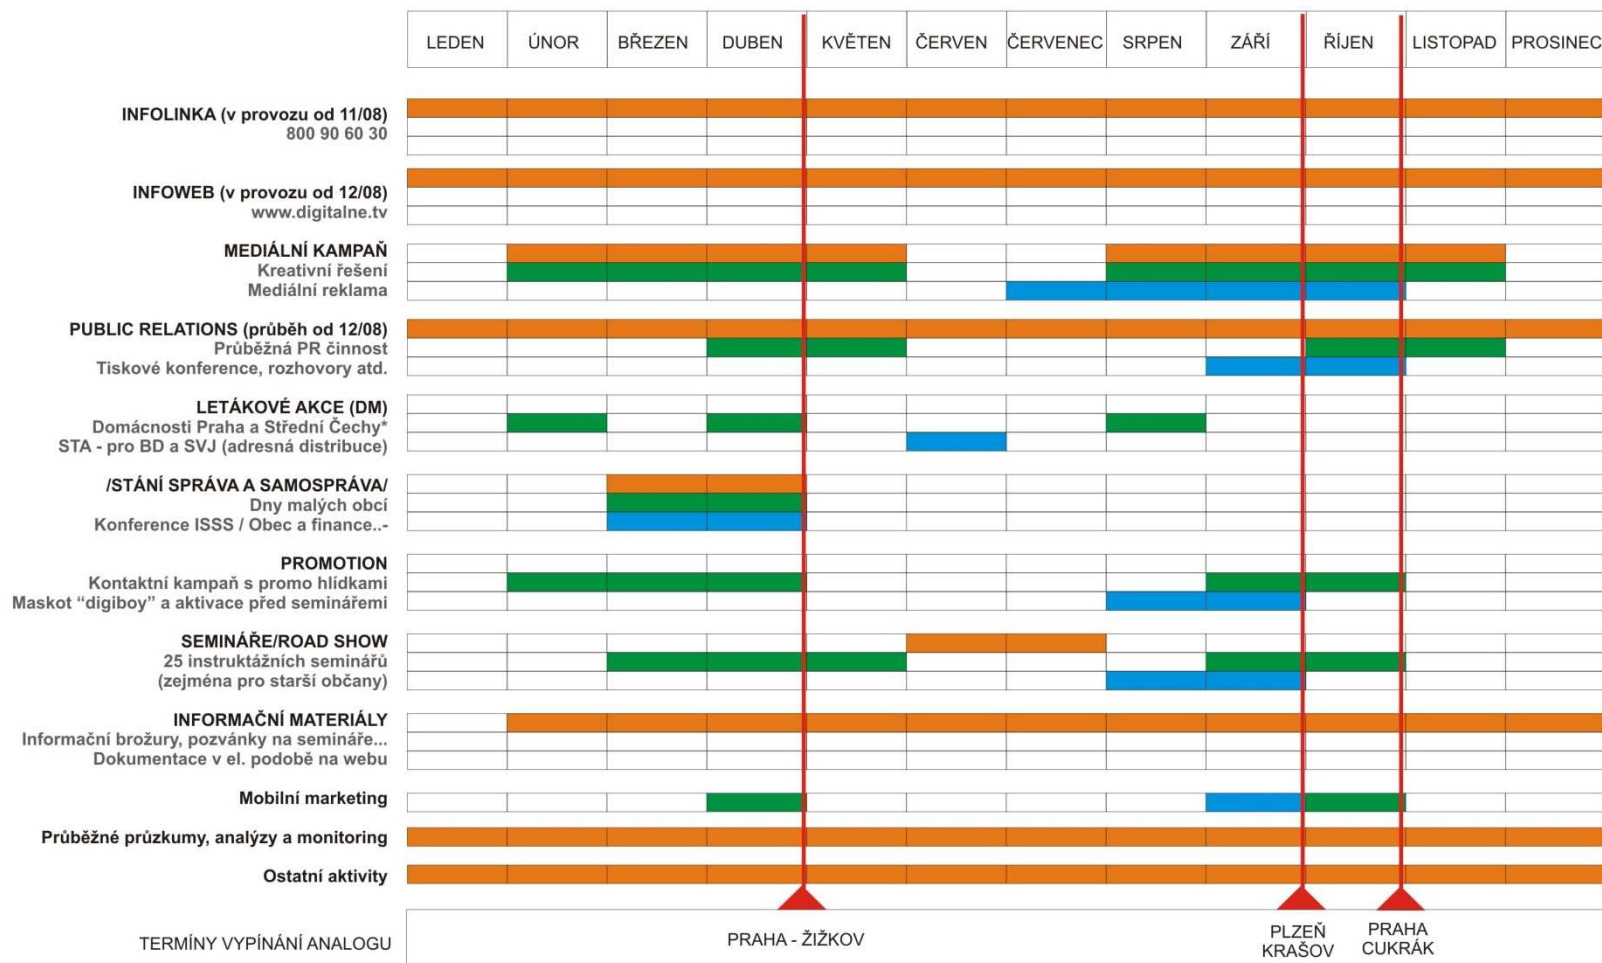 LEDEN ÚNOR BŘEZEN DUBEN KVĚTEN ČERVEN ČERVENEC SRPEN ZÁŘÍ ŘÍJEN LISTOPAD PROSINEC
INFOLINKA (v provozu od 11/08)
800 90 60 30
INFOWEB (v provozu od 12/08)
www.digitalne.tv
MEDIÁLNÍ KAMPAŇ
Kreativní řešení
Mediální reklama
PUBLIC RELATIONS (průběh od 12/08)
Průběžná PR činnost
Tiskové konference, rozhovory atd.
LETÁKOVÉ AKCE (DM)
Domácnosti Praha a Střední Čechy*
STA - pro BD a SVJ (adresná distribuce)
/STÁNÍ SPRÁVA A SAMOSPRÁVA/
Dny malých obcí
Konference ISSS / Obec a finance..-
PROMOTION
Kontaktní kampaň s promo hlídkami
Maskot “digiboy” a aktivace před seminářemi
SEMINÁŘE/ROAD SHOW
25 instruktážních seminářů
(zejména pro starší občany)
INFORMAČNÍ MATERIÁLY
Informační brožury, pozvánky na semináře...
Dokumentace v el. podobě na webu
Mobilní marketing
Průběžné průzkumy, analýzy a monitoring
Ostatní aktivity
TERMÍNY VYPÍNÁNÍ ANALOGU
PRAHA - ŽIŽKOV
PLZEŇ
KRAŠOV
PRAHA
CUKRÁK